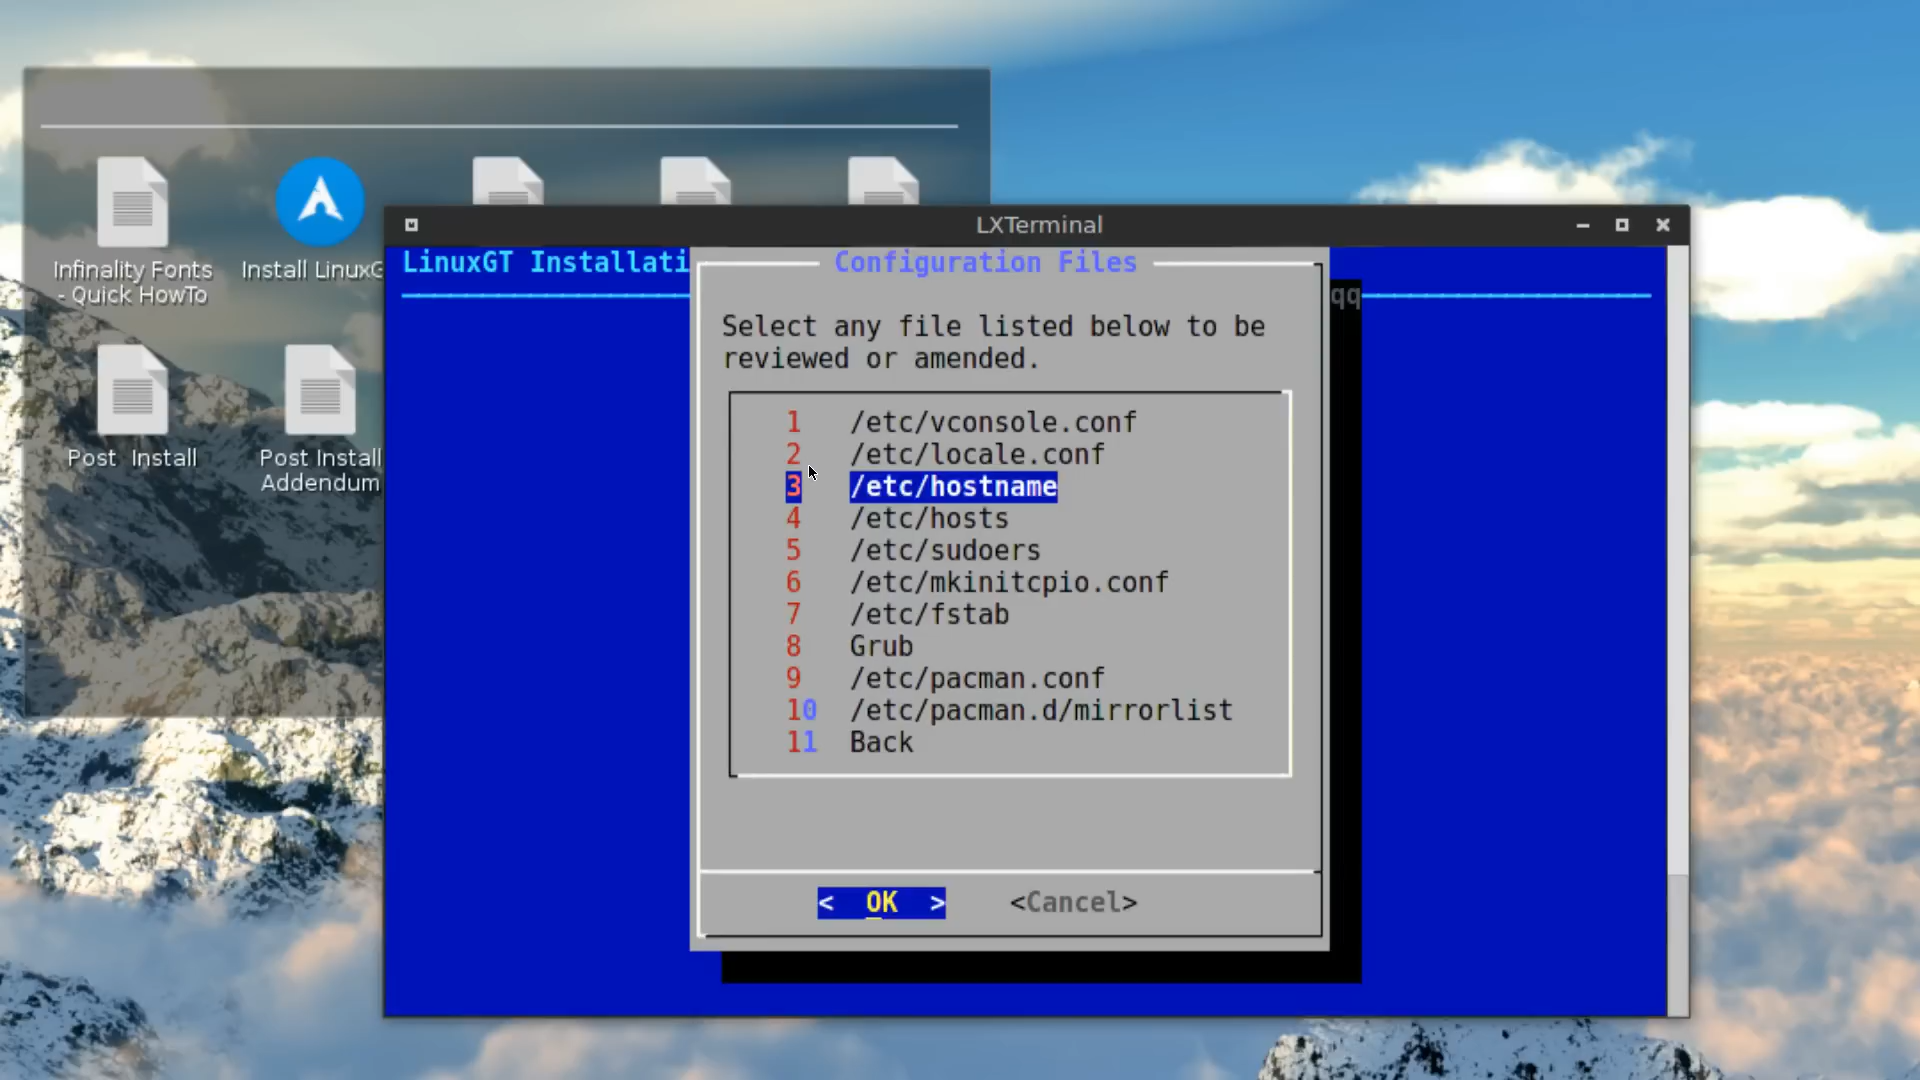 LXTerminal
Infinality Fonts
- Quick HowTo
Install LinuxG
Post  Install
Post Install
Addendum
LinuxGT Installati
qq
Configuration Files
Select any file listed below to be
reviewed or amended.
1 /etc/vconsole.conf
2 /etc/locale.conf
3 /etc/hostname
4 /etc/hosts
5 /etc/sudoers
6 /etc/mkinitcpio.conf
7 /etc/fstab
8 Grub
9 /etc/pacman.conf
10 /etc/pacman.d/mirrorlist
11 Back
< OK > <Cancel>